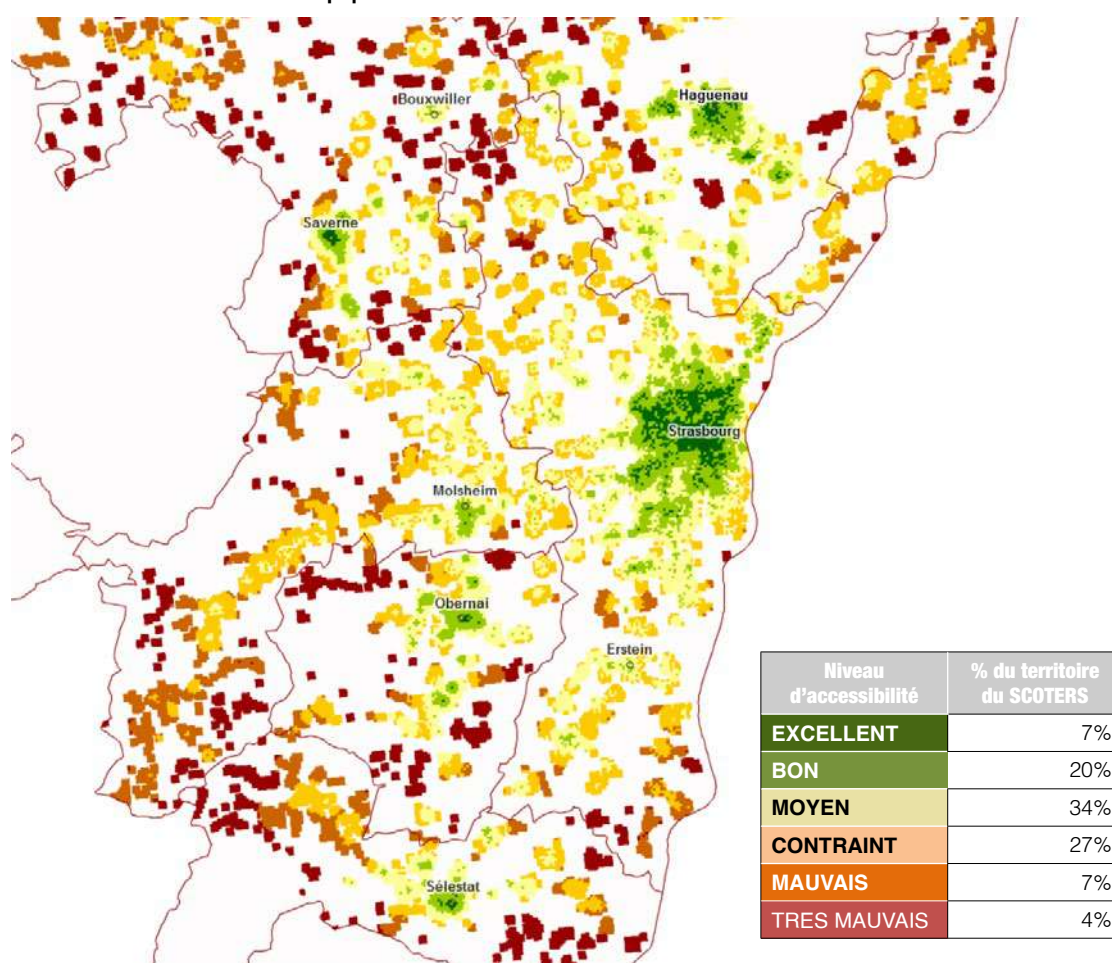 Bouxwiller
Haguenau
Saverne
Strasbourg
Molsheim
Obernai
Erstein
Sélestat
Niveau d'accessibilité
% du territoire du SCOTERS
EXCELLENT 7%
BON 20%
MOYEN 34%
CONTRAINT 27%
MAUVAIS 7%
TRES MAUVAIS 4%